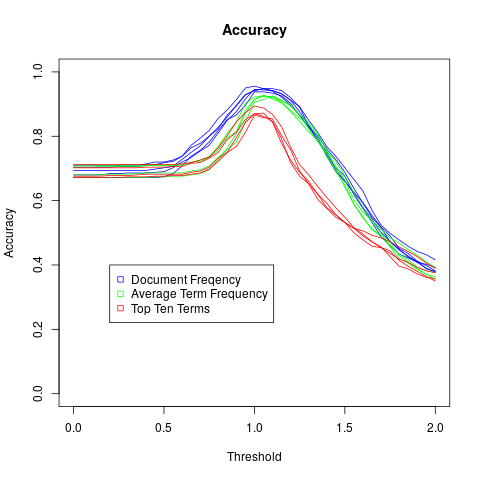 Accuracy
1.0
0.8
0.6
0.4
0.2
0.0
Accuracy
Document Freqency
Average Term Frequency
Top Ten Terms
0.0 0.5 1.0 1.5 2.0
Threshold